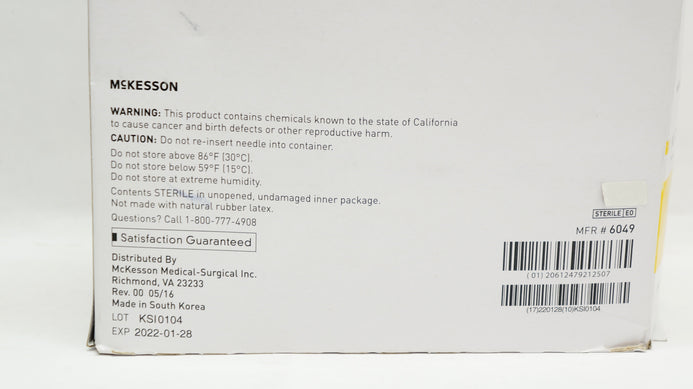 McKESSON
WARNING: This product contains chemicals known to the state of California
to cause cancer and birth defects or other reproductive harm.
CAUTION: Do not re-insert needle into container.
Do not store above 86°F (30°C).
Do not store below 59°F (15°C).
Do not store at extreme humidity.
Contents STERILE in unopened, undamaged inner package.
Not made with natural rubber latex.
Questions? Call 1-800-777-4908
Satisfaction Guaranteed
Distributed By
McKesson Medical-Surgical Inc.
Richmond, VA 23233
Rev. 00 05/16
Made in South Korea
LOT KSI0104
EXP 2022-01-28
STERILE EO
MFR # 6049
(01) 20612479212507
(17)220128(10)KSI0104